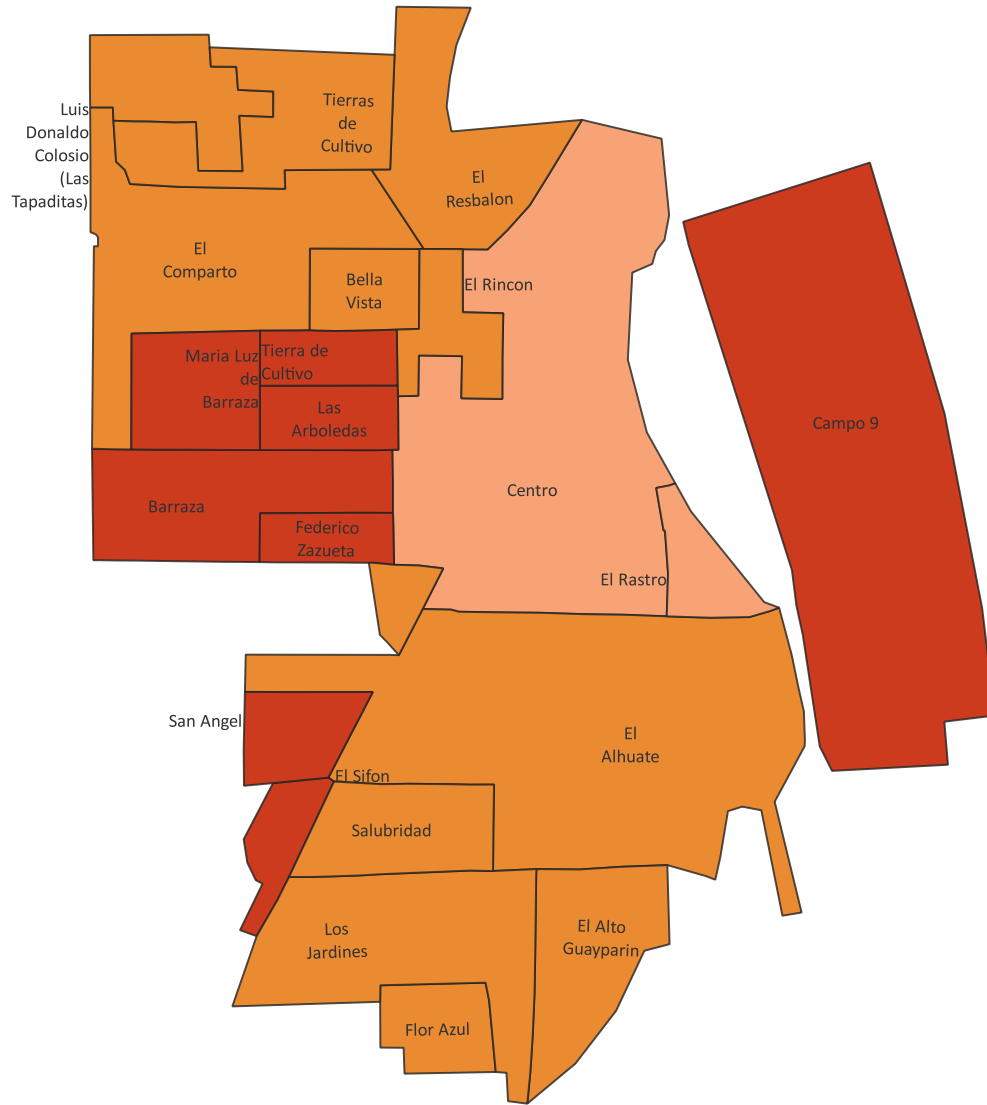 Luis
Donaldo
Colosio
(Las
Tapaditas)
Tierras
de
Cultivo
El
Resbalon
El
Comparto
Bella
Vista
El Rincon
Maria Luz
de
Barraza
Tierra de
Cultivo
Las
Arboledas
Campo 9
Barraza
Centro
Federico
Zazueta
El Rastro
San Angel
El
Alhuate
El Sifon
Salubridad
Los
Jardines
El Alto
Guayparin
Flor Azul